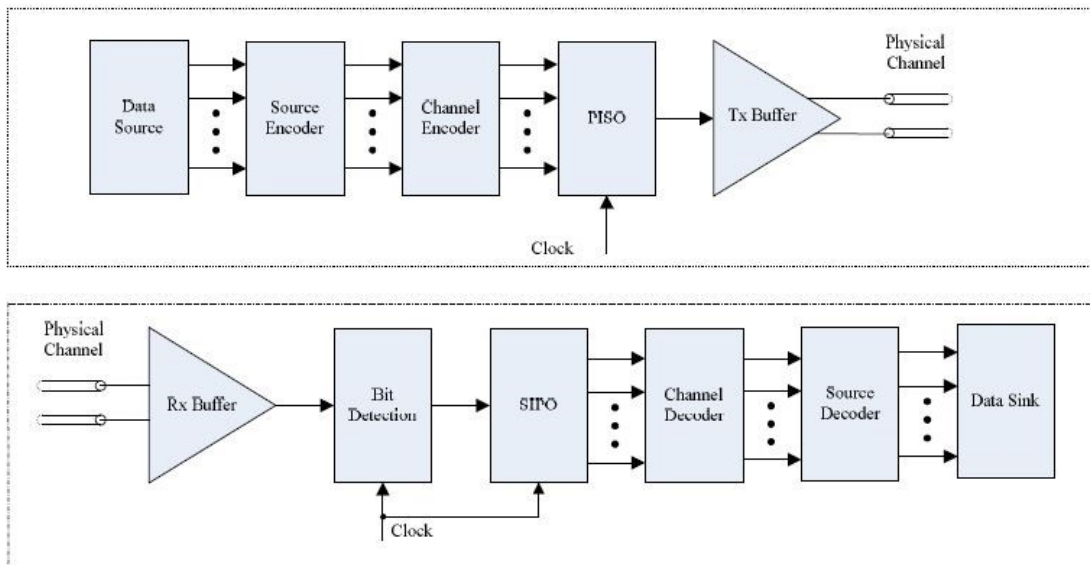 Physical
Channel
Data
Source
Source
Encoder
Channel
Encoder
PISO
Tx Buffer
Clock
Physical
Channel
Rx Buffer
Bit
Detection
SIPO
Channel
Decoder
Source
Decoder
Data Sink
Clock